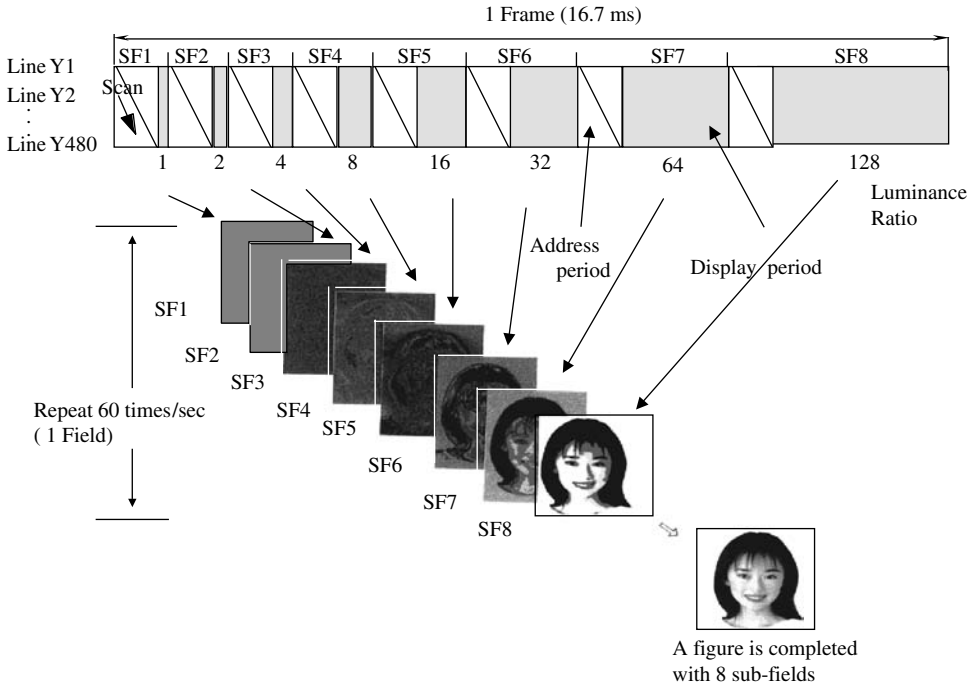 1 Frame (16.7 ms)
SF1 SF2 SF3 SF4 SF5 SF6 SF7 SF8
Line Y1
Scan
Line Y2
:
Line Y480
1 2 4 8 16 32 64 128
Luminance
Ratio
Address
period
Display period
SF1
SF2
SF3
SF4
SF5
SF6
SF7
SF8
Repeat 60 times/sec
( 1 Field)
A figure is completed
with 8 sub-fields